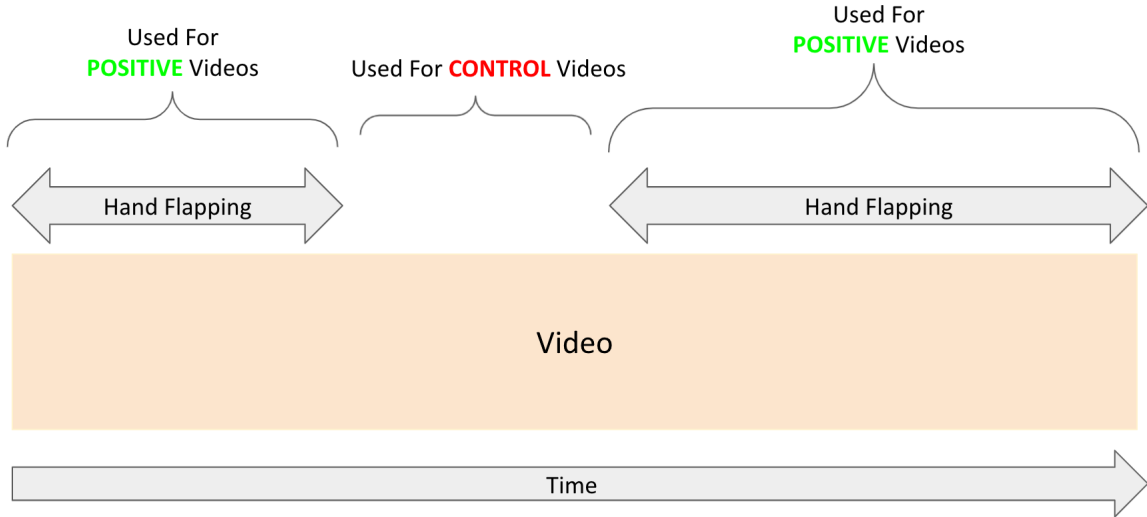 Used For
POSITIVE Videos
Used For CONTROL Videos
Used For
POSITIVE Videos
Hand Flapping
Hand Flapping
Video
Time